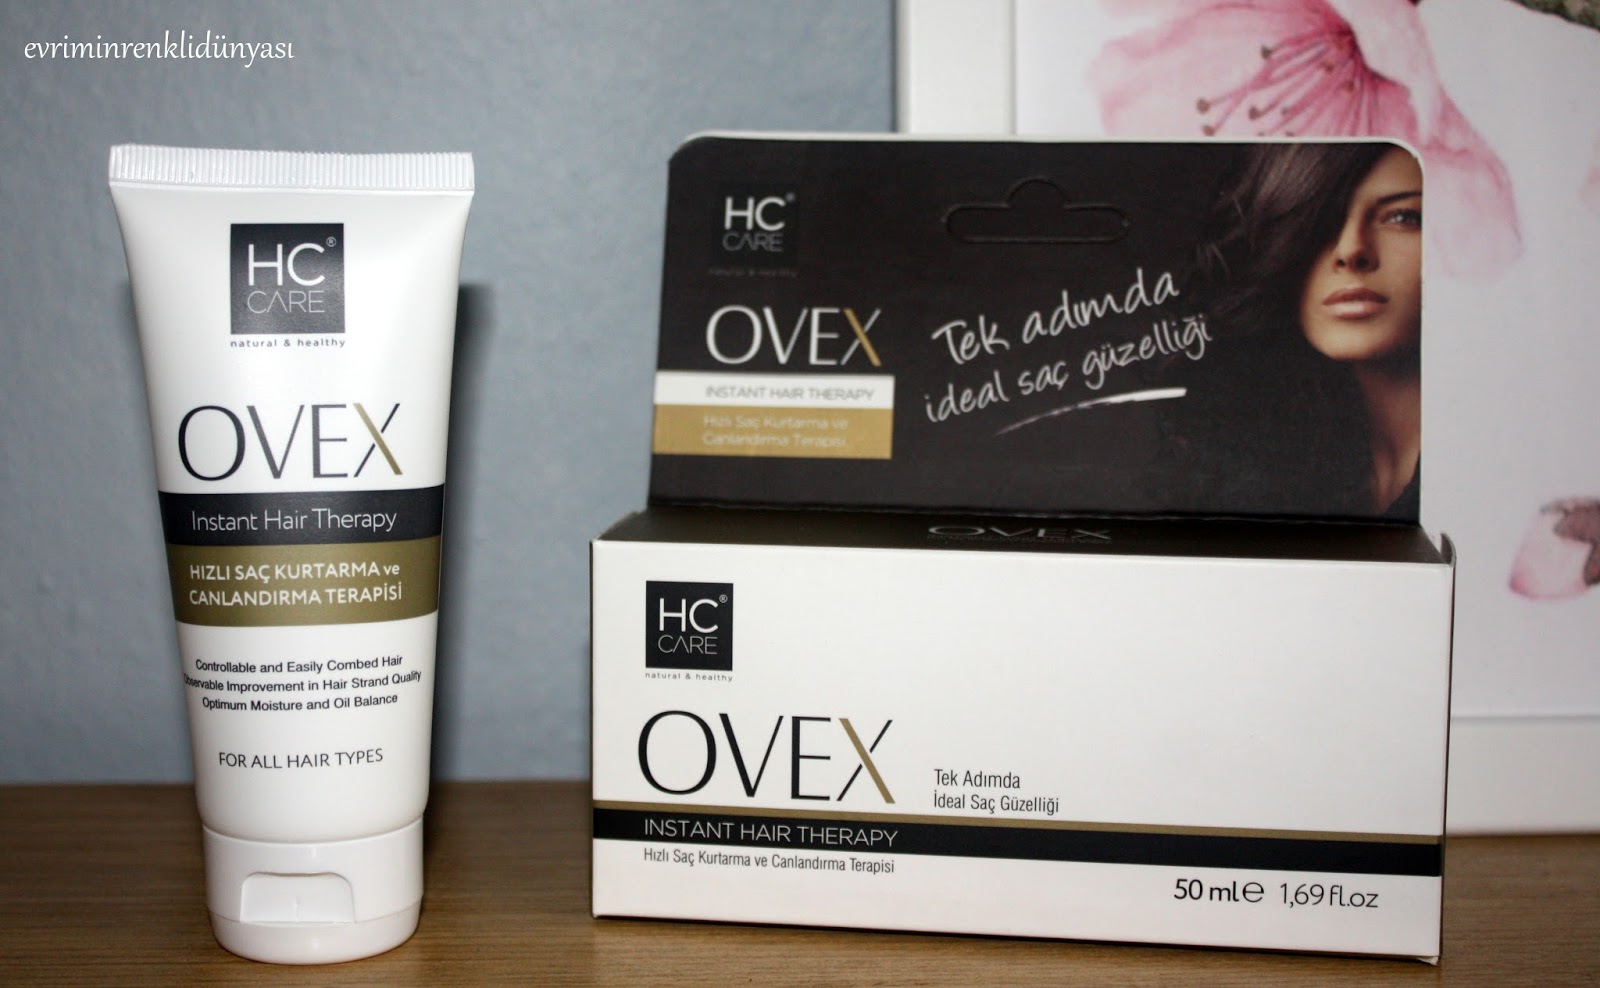 evriminrenklidünyası
HC®
CARE
natural & healthy
OVEX
Instant Hair Therapy
HIZLI SAÇ KURTARMA ve
CANLANDIRMA TERAPİSİ
Controllable and Easily Combed Hair
Observable Improvement in Hair Strand Quality
Optimum Moisture and Oil Balance
FOR ALL HAIR TYPES
HC®
CARE
natural & healthy
OVEX
INSTANT HAIR THERAPY
Hızlı Saç Kurtarma ve
Canlandırma Terapisi
Tek adımda
ideal saç güzelliği
OVEX
HC®
CARE
natural & healthy
OVEX
Tek Adımda
İdeal Saç Güzelliği
INSTANT HAIR THERAPY
Hızlı Saç Kurtarma ve Canlandırma Terapisi
50 ml℮ 1,69 fl.oz